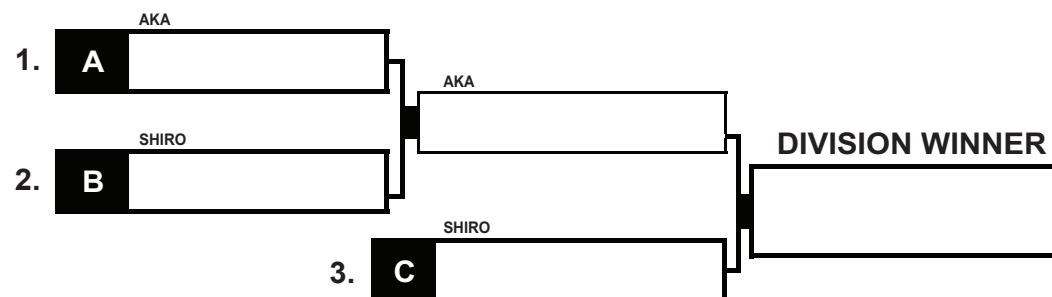 AKA
1. A
AKA
SHIRO
DIVISION WINNER
2. B
SHIRO
3. C